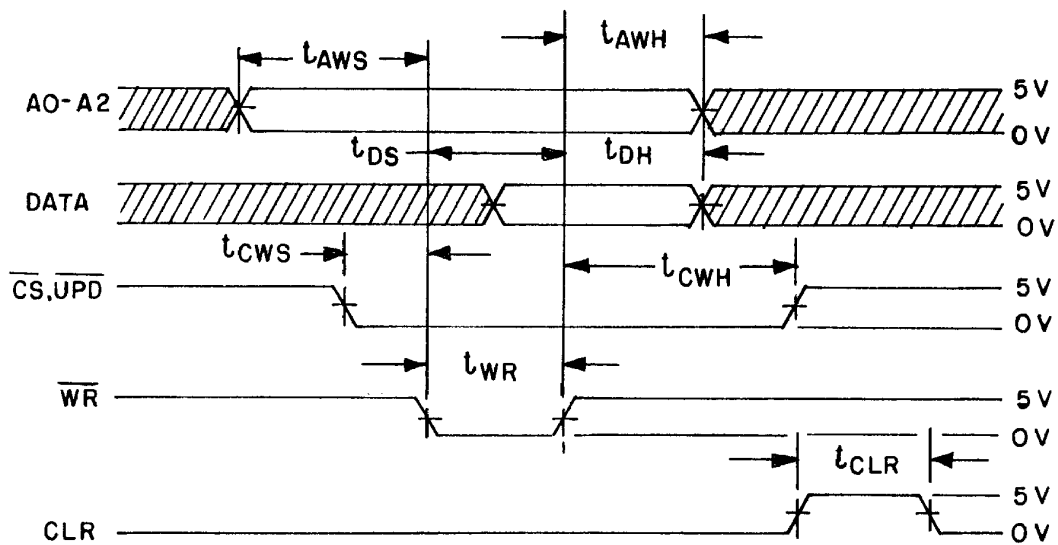 tAWH
tAWS
A0-A2
5V
0V
tDS
tDH
DATA
5V
0V
tCWS
tCWH
CS,UPD
5V
0V
tWR
WR
5V
0V
tCLR
5V
CLR
0V